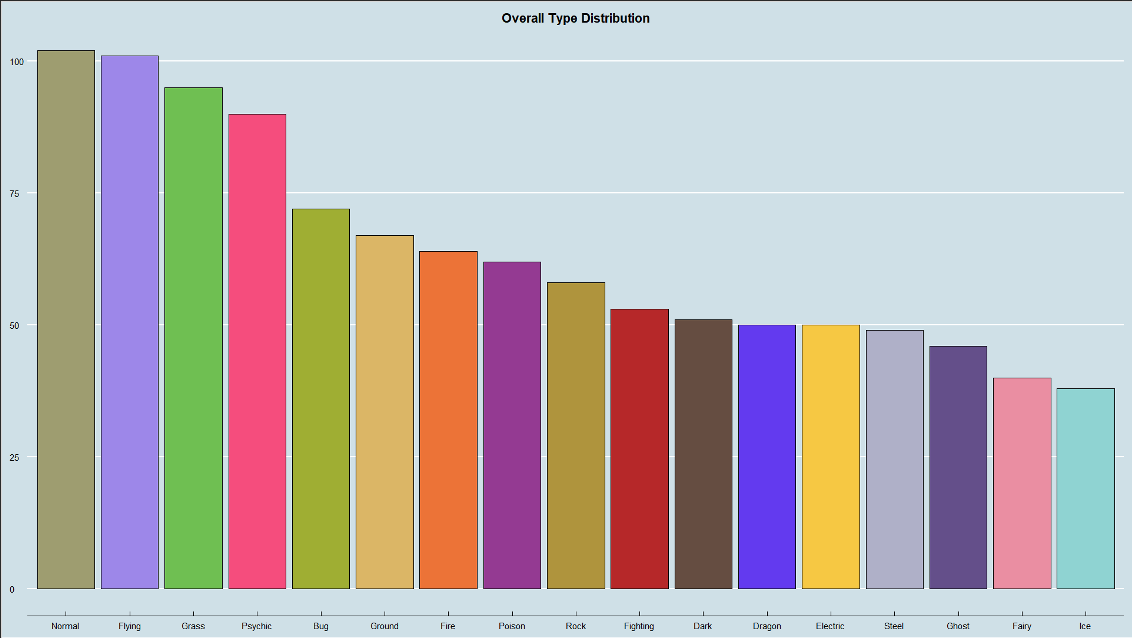 Overall Type Distribution
100
75
50
25
0
Normal Flying Grass Psychic Bug Ground Fire Poison Rock Fighting Dark Dragon Electric Steel Ghost Fairy Ice